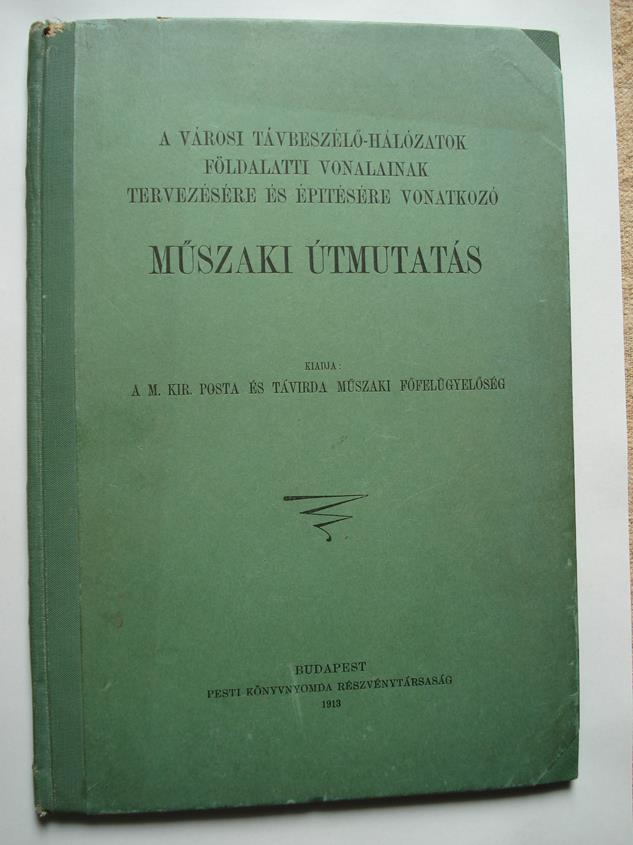 A VÁROSI TÁVBESZÉLŐ-HÁLÓZATOK
FÖLDALATTI VONALAINAK
TERVEZÉSÉRE ÉS ÉPITÉSÉRE VONATKOZÓ
MŰSZAKI ÚTMUTATÁS
KIADJA:
A M. KIR. POSTA ÉS TÁVIRDA MŰSZAKI FŐFELÜGYELŐSÉG
BUDAPEST
PESTI KÖNYVNYOMDA RÉSZVÉNYTÁRSASÁG
1913